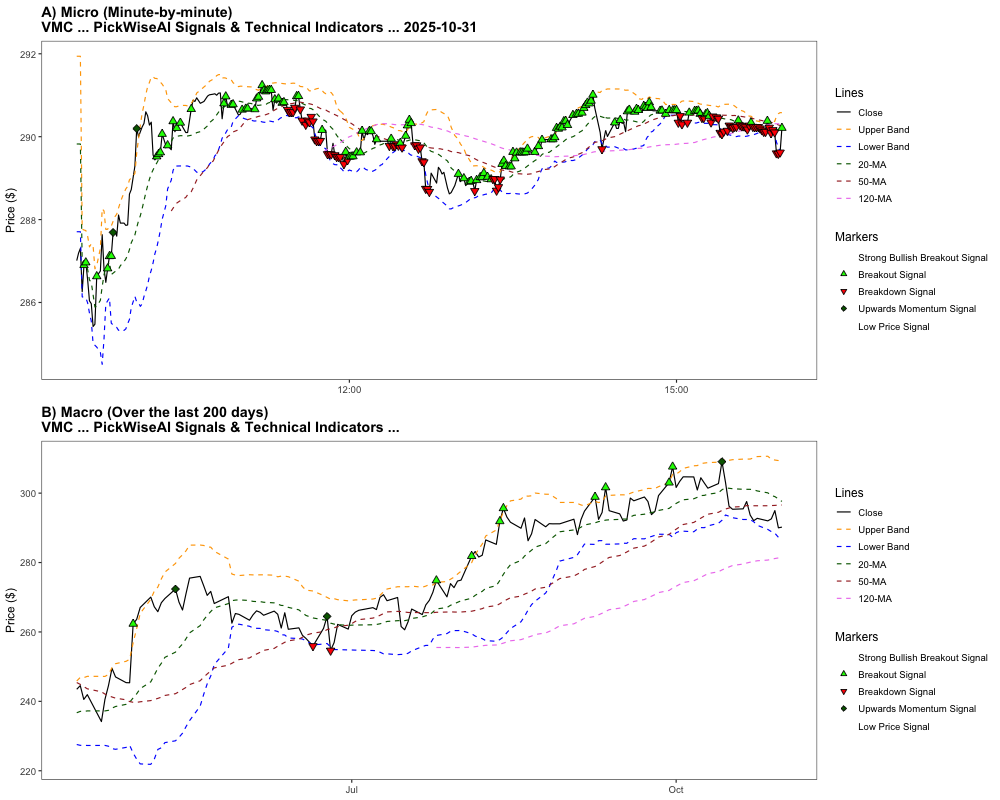 A) Micro (Minute-by-minute)
VMC ... PickWiseAI Signals & Technical Indicators ... 2025-10-31
292
290
288
286
Price ($)
12:00
15:00
Lines
Close
Upper Band
Lower Band
20-MA
50-MA
120-MA
Markers
Strong Bullish Breakout Signal
Breakout Signal
Breakdown Signal
Upwards Momentum Signal
Low Price Signal
B) Macro (Over the last 200 days)
VMC ... PickWiseAI Signals & Technical Indicators ...
300
280
260
240
220
Price ($)
Jul
Oct
Lines
Close
Upper Band
Lower Band
20-MA
50-MA
120-MA
Markers
Strong Bullish Breakout Signal
Breakout Signal
Breakdown Signal
Upwards Momentum Signal
Low Price Signal